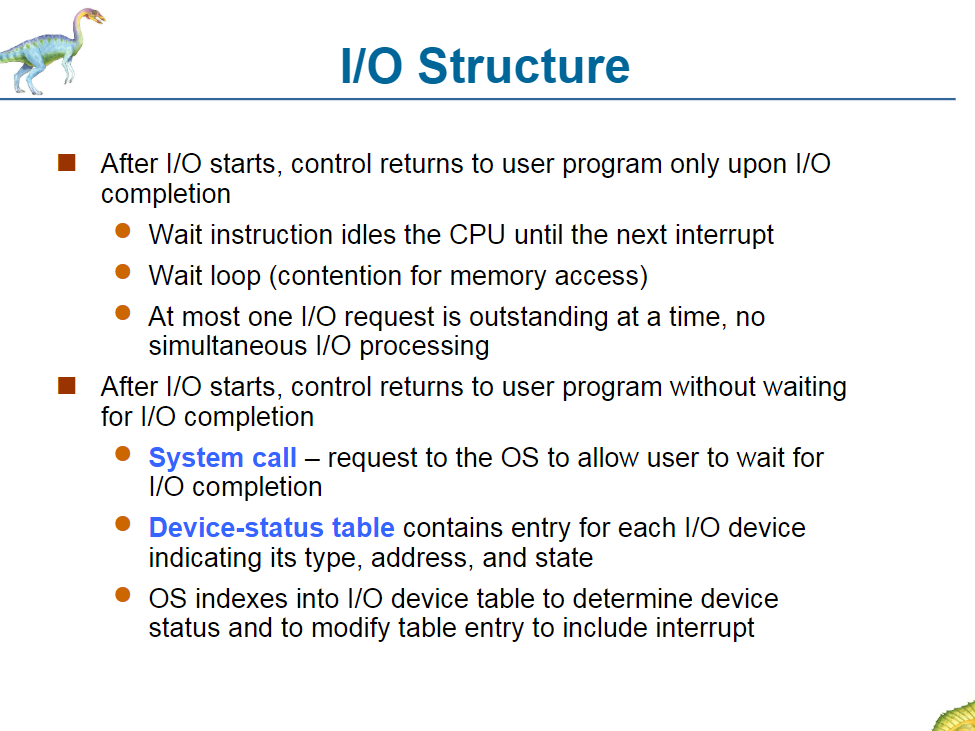 I/O Structure
After I/O starts, control returns to user program only upon I/O
completion
Wait instruction idles the CPU until the next interrupt
Wait loop (contention for memory access)
At most one I/O request is outstanding at a time, no
simultaneous I/O processing
After I/O starts, control returns to user program without waiting
for I/O completion
System call – request to the OS to allow user to wait for
I/O completion
Device-status table contains entry for each I/O device
indicating its type, address, and state
OS indexes into I/O device table to determine device
status and to modify table entry to include interrupt